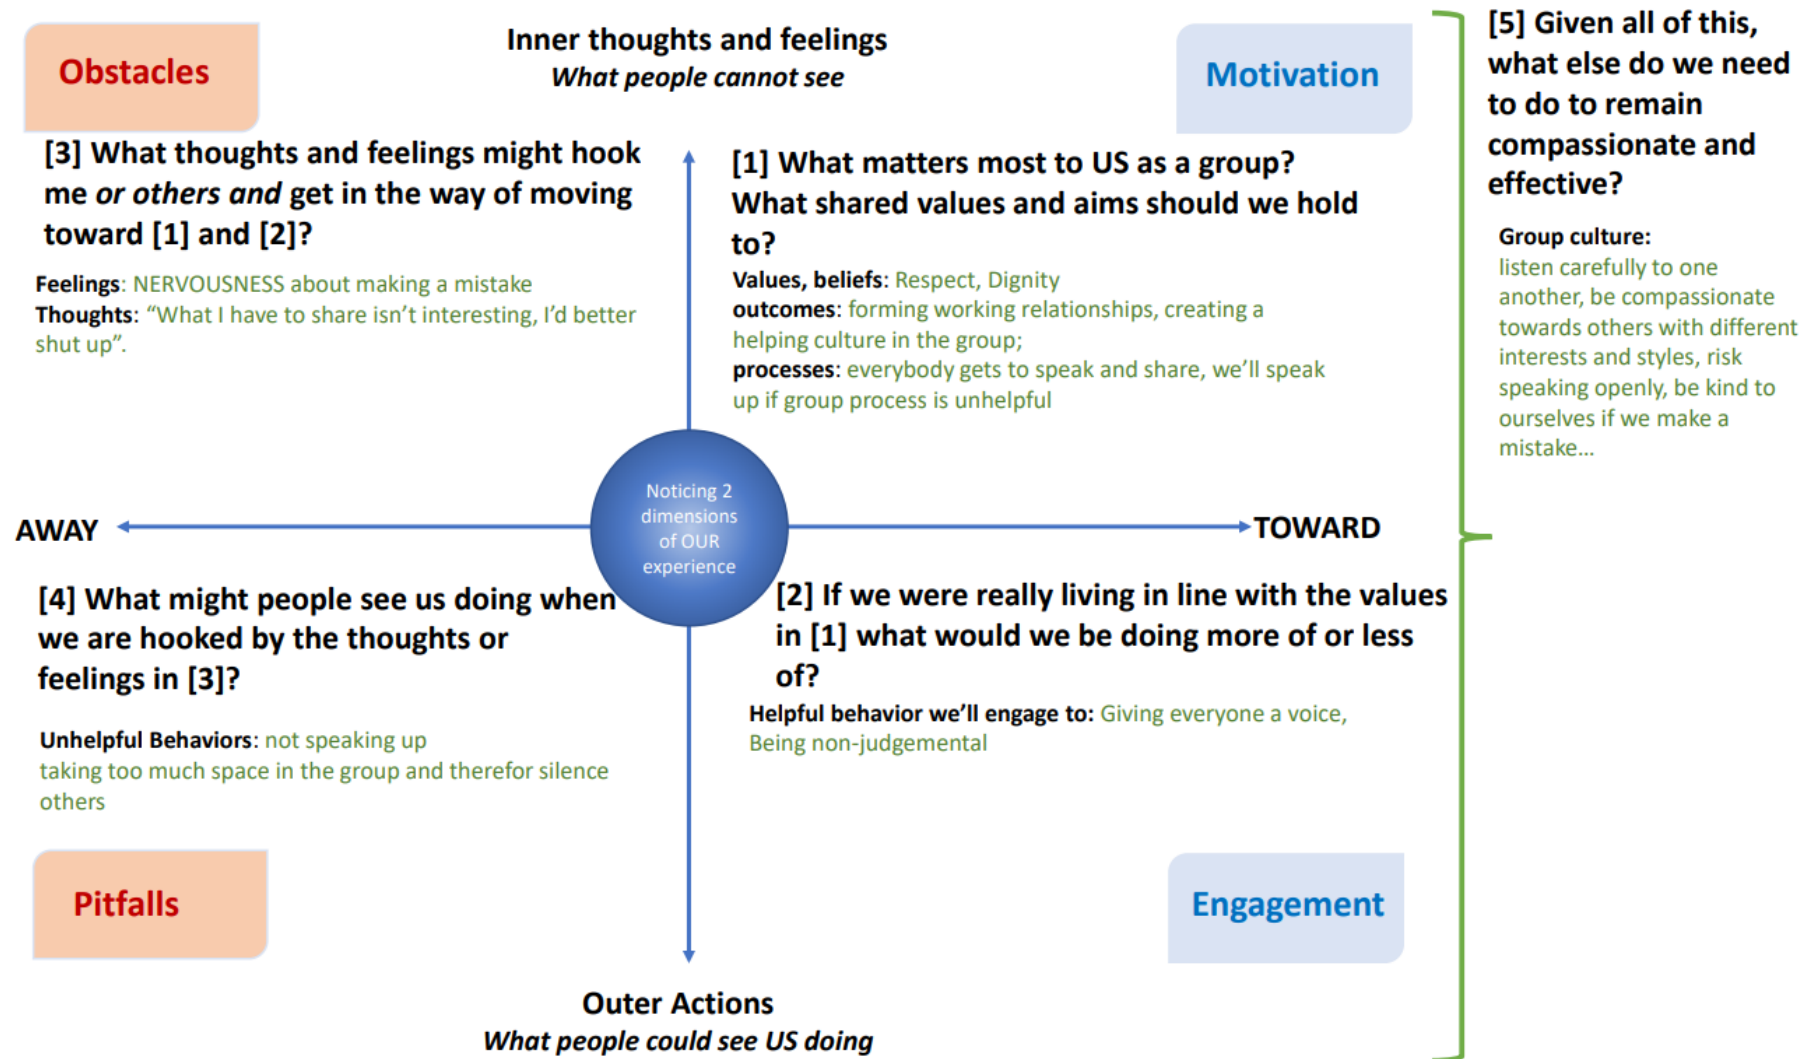 Obstacles
Inner thoughts and feelings
What people cannot see
Motivation
[3] What thoughts and feelings might hook
me or others and get in the way of moving
toward [1] and [2]?
Feelings: NERVOUSNESS about making a mistake
Thoughts: “What I have to share isn’t interesting, I’d better
shut up”.
[1] What matters most to US as a group?
What shared values and aims should we hold
to?
Values, beliefs: Respect, Dignity
outcomes: forming working relationships, creating a
helping culture in the group;
processes: everybody gets to speak and share, we’ll speak
up if group process is unhelpful
Noticing 2
dimensions
of OUR
experience
AWAY
TOWARD
[4] What might people see us doing when
we are hooked by the thoughts or
feelings in [3]?
Unhelpful Behaviors: not speaking up
taking too much space in the group and therefor silence
others
[2] If we were really living in line with the values
in [1] what would we be doing more of or less
of?
Helpful behavior we’ll engage to: Giving everyone a voice,
Being non-judgemental
Pitfalls
Engagement
Outer Actions
What people could see US doing
[5] Given all of this,
what else do we need
to do to remain
compassionate and
effective?
Group culture:
listen carefully to one
another, be compassionate
towards others with different
interests and styles, risk
speaking openly, be kind to
ourselves if we make a
mistake...